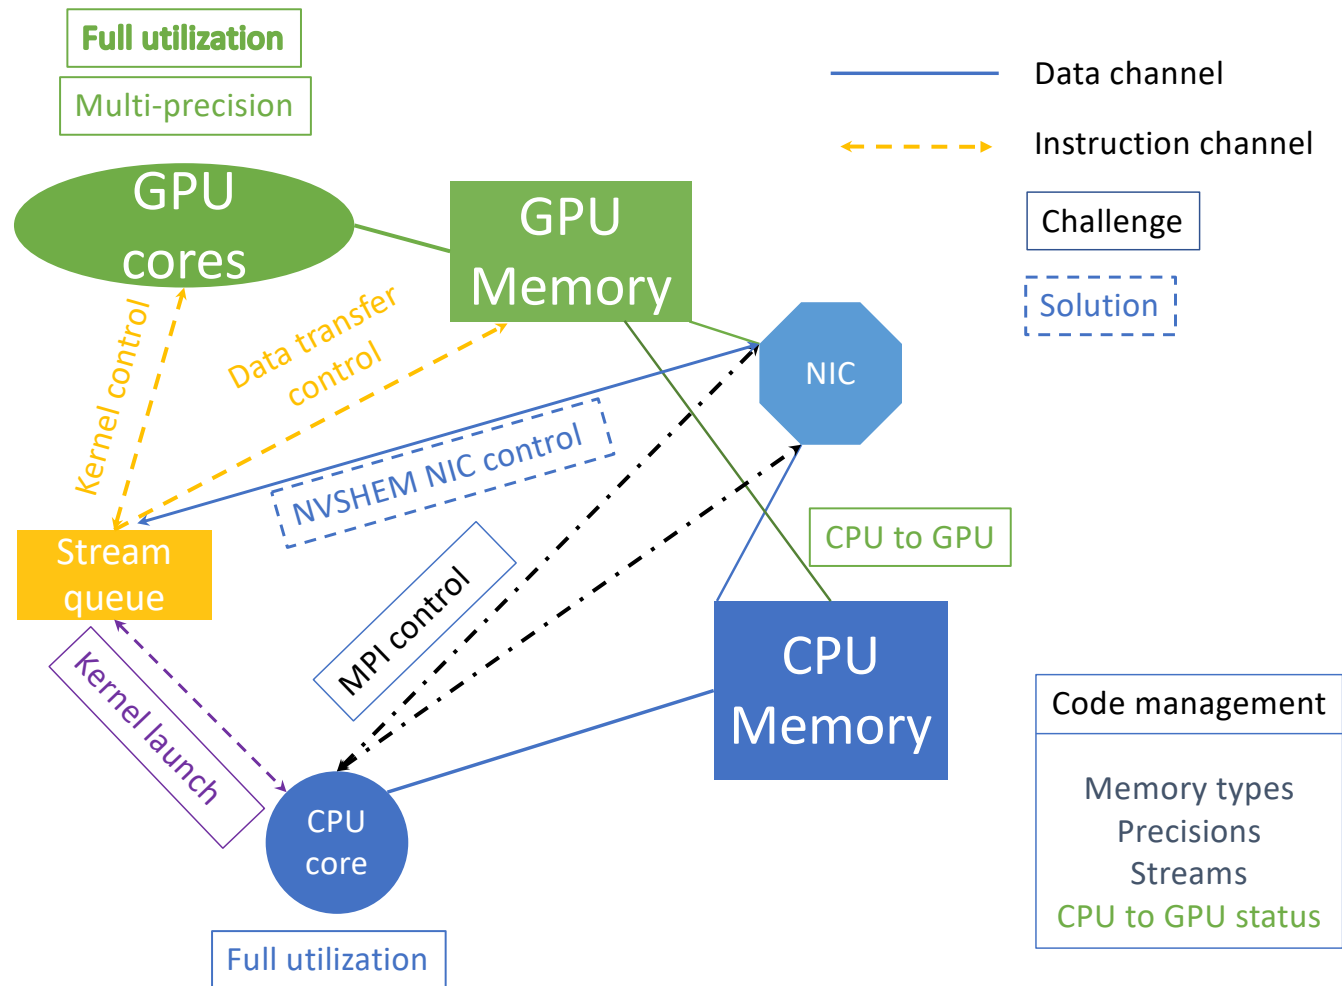 Full utilization
Multi-precision
Data channel
Instruction channel
Challenge
Solution
GPU
cores
GPU
Memory
NIC
Kernel control
Data transfer
control
NVSHEM NIC control
CPU to GPU
Stream
queue
MPI control
Kernel launch
CPU
Memory
CPU
core
Full utilization
Code management
Memory types
Precisions
Streams
CPU to GPU status